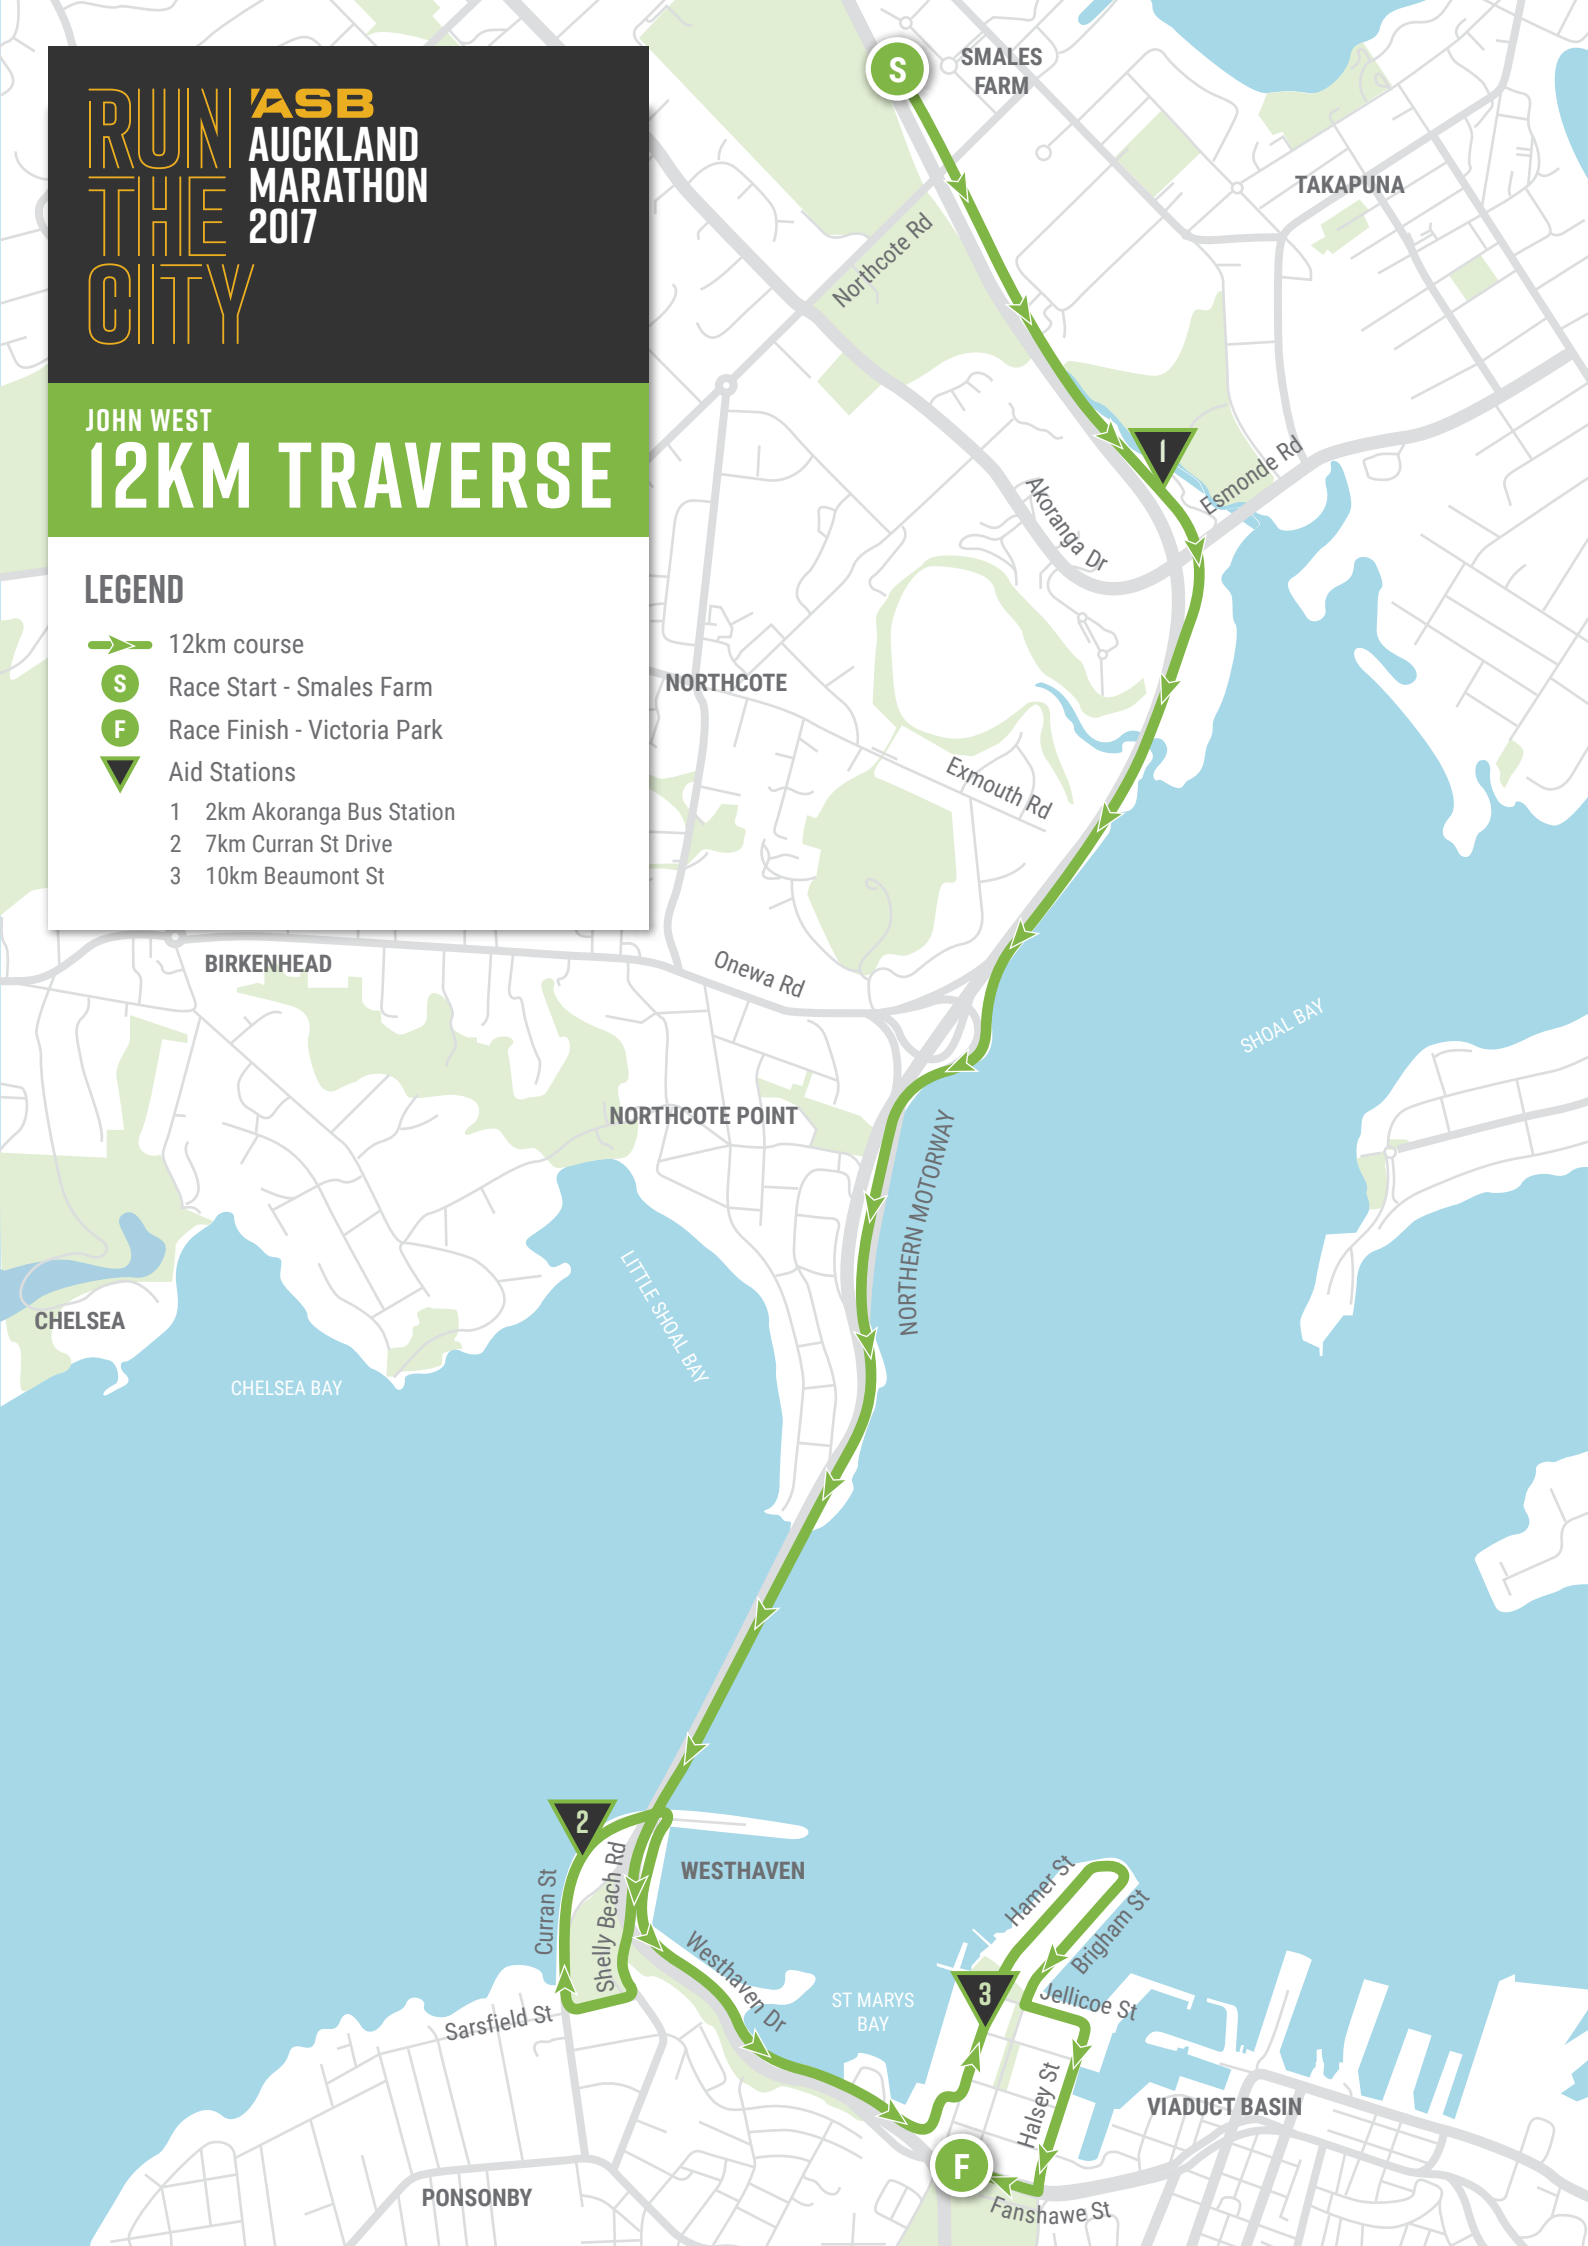 RUN
THE
CITY
ASB
AUCKLAND
MARATHON
2017
JOHN WEST
12KM TRAVERSE
LEGEND
12km course
S Race Start - Smales Farm
F Race Finish - Victoria Park
Aid Stations
1 2km Akoranga Bus Station
2 7km Curran St Drive
3 10km Beaumont St
S
SMALES
FARM
TAKAPUNA
Northcote Rd
1
Esmonde Rd
Akoranga Dr
NORTHCOTE
Exmouth Rd
BIRKENHEAD
Onewa Rd
SHOAL BAY
NORTHCOTE POINT
NORTHERN MOTORWAY
LITTLE SHOAL BAY
CHELSEA
CHELSEA BAY
2
WESTHAVEN
Curran St
Shelly Beach Rd
Westhaven Dr
Sarsfield St
Hamer St
Brigham St
3
Jellicoe St
ST MARYS
BAY
Halsey St
VIADUCT BASIN
F
Fanshawe St
PONSONBY